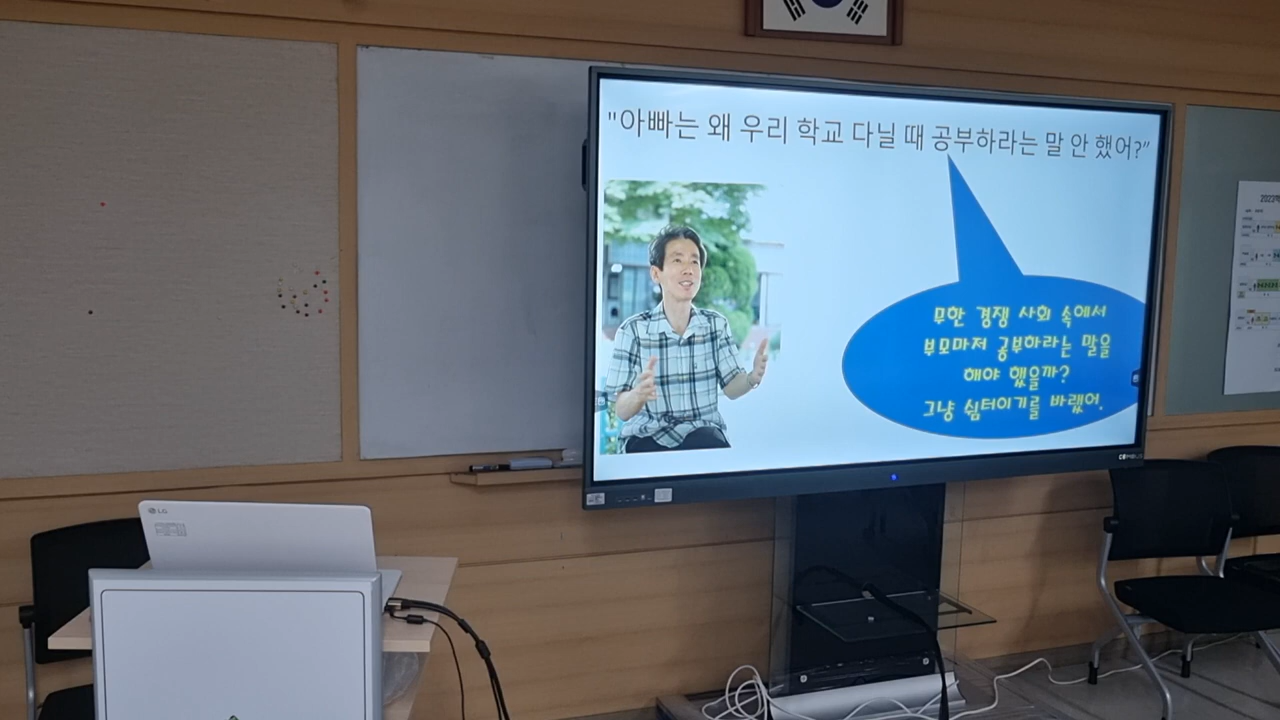 "아빠는 왜 우리 학교 다닐 때 공부하라는 말 안 했어?"
무한 경쟁 사회 속에서
부모마저 공부하라는 말을
해야 했을까?
그냥 쉼터이기를 바랬어.
LG